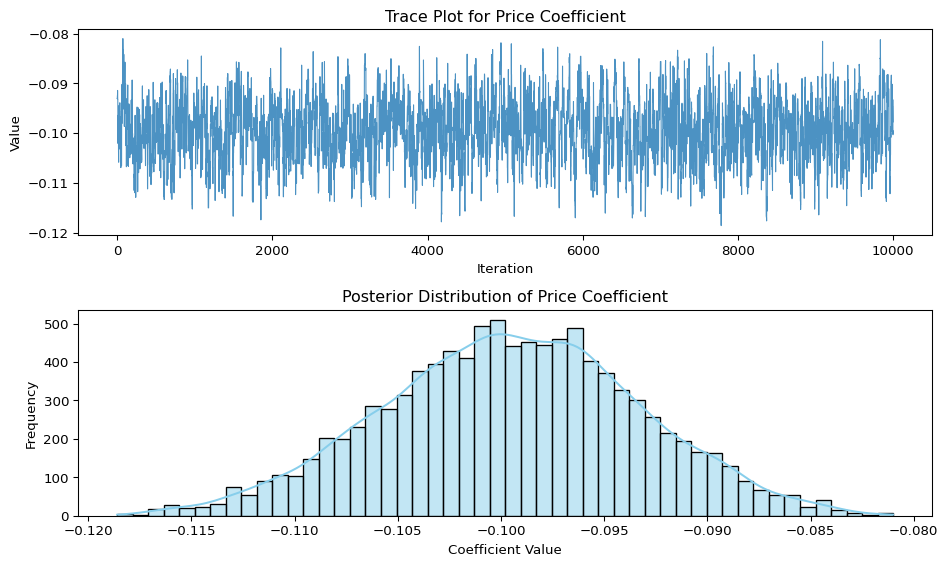 Trace Plot for Price Coefficient
−0.08
−0.09
−0.10
−0.11
−0.12
Value
0 2000 4000 6000 8000 10000
Iteration
Posterior Distribution of Price Coefficient
500
400
300
200
100
0
Frequency
−0.120 −0.115 −0.110 −0.105 −0.100 −0.095 −0.090 −0.085 −0.080
Coefficient Value